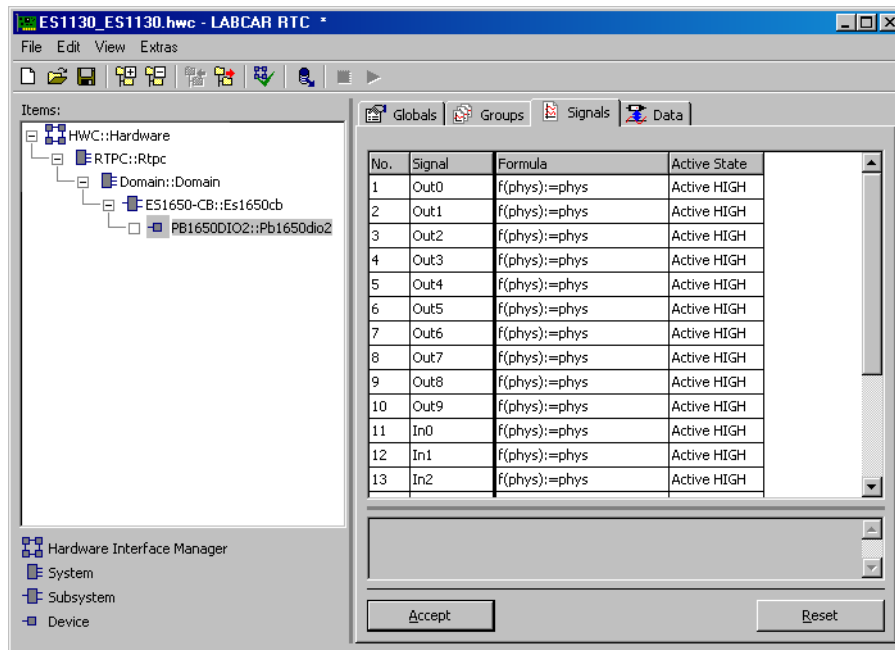 ES1130_ES1130.hwc - LABCAR RTC *
File Edit View Extras
Items:
HWC::Hardware
RTPC::Rtpc
Domain::Domain
ES1650-CB::Es1650cb
PB1650DIO2::Pb1650dio2
Hardware Interface Manager
System
Subsystem
Device
Globals Groups Signals Data
No. Signal Formula Active State
1 Out0 f(phys):=phys Active HIGH
2 Out1 f(phys):=phys Active HIGH
3 Out2 f(phys):=phys Active HIGH
4 Out3 f(phys):=phys Active HIGH
5 Out4 f(phys):=phys Active HIGH
6 Out5 f(phys):=phys Active HIGH
7 Out6 f(phys):=phys Active HIGH
8 Out7 f(phys):=phys Active HIGH
9 Out8 f(phys):=phys Active HIGH
10 Out9 f(phys):=phys Active HIGH
11 In0 f(phys):=phys Active HIGH
12 In1 f(phys):=phys Active HIGH
13 In2 f(phys):=phys Active HIGH
Accept Reset